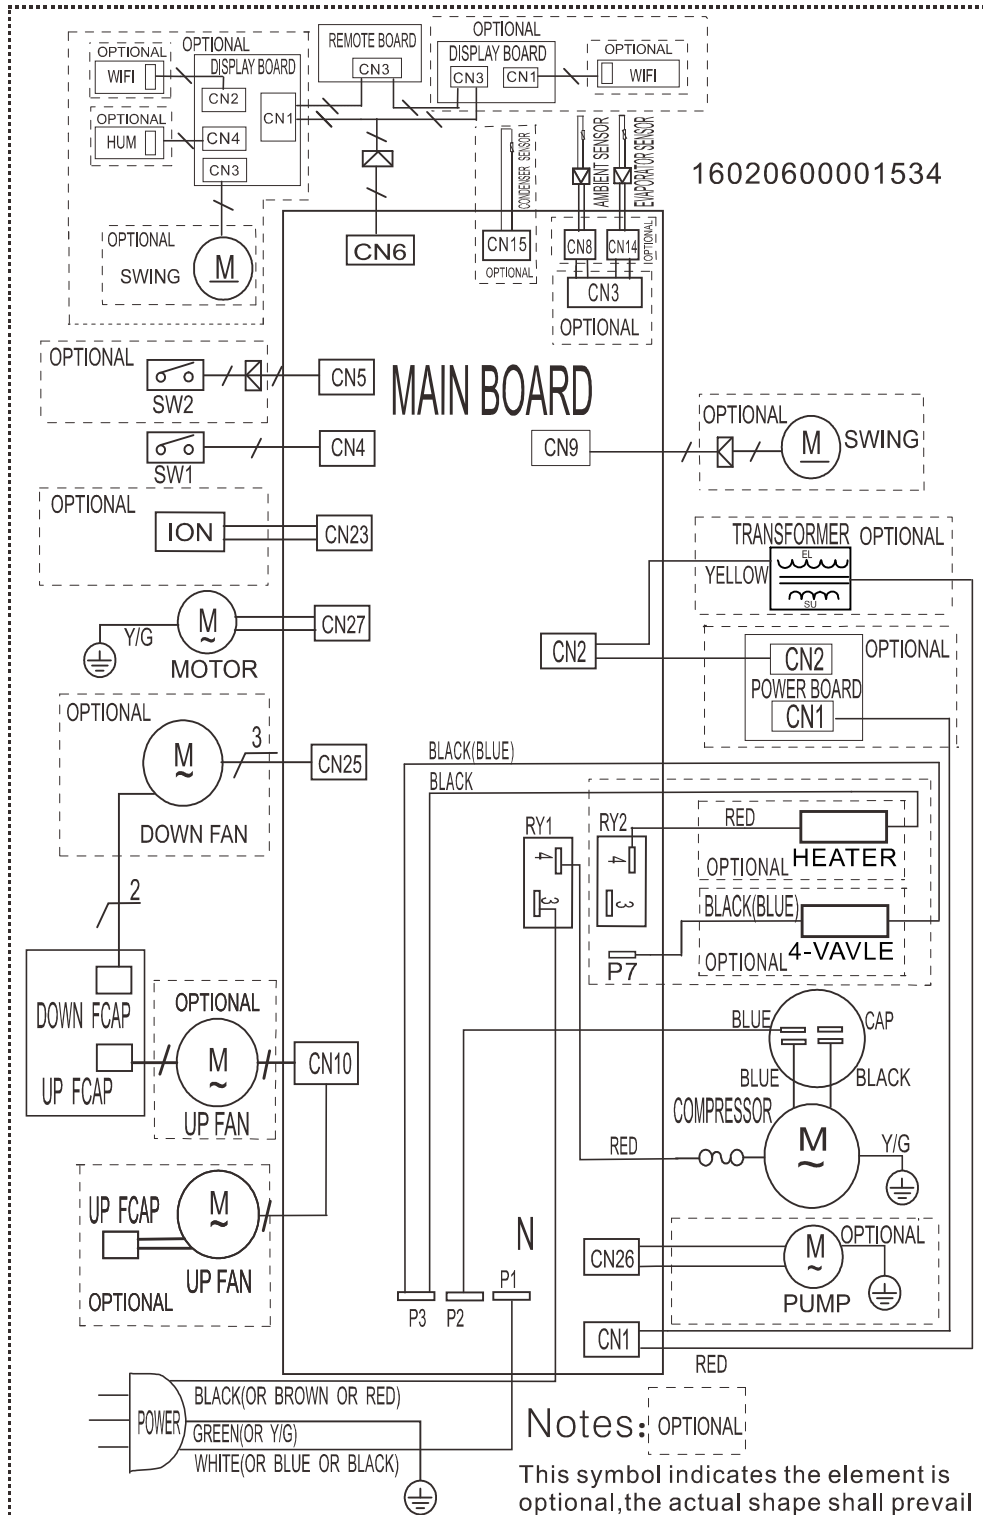 OPTIONAL
OPTIONAL
WIFI
DISPLAY BOARD
CN2
OPTIONAL
HUM
CN4
CN3
CN1
REMOTE BOARD
CN3
OPTIONAL
DISPLAY BOARD
CN3
CN1
OPTIONAL
WIFI
OPTIONAL
SWING
M
CN6
CONDENSER SENSOR
CN15
OPTIONAL
AMBIENT SENSOR
EVAPORATOR SENSOR
CN8
CN14
OPTIONAL
CN3
OPTIONAL
16020600001534
OPTIONAL
SW2
CN5
MAIN BOARD
SW1
CN4
CN9
OPTIONAL
M
SWING
OPTIONAL
ION
CN23
TRANSFORMER
OPTIONAL
EL
YELLOW
SU
Y/G
M
~
MOTOR
CN27
CN2
OPTIONAL
CN2
POWER BOARD
CN1
OPTIONAL
M
~
3
CN25
DOWN FAN
2
BLACK(BLUE)
BLACK
RY1
4
3
RY2
4
3
P7
RED
OPTIONAL
HEATER
BLACK(BLUE)
OPTIONAL
4-VAVLE
DOWN FCAP
UP FCAP
OPTIONAL
M
~
UP FAN
CN10
BLUE
CAP
BLUE
BLACK
COMPRESSOR
RED
M
~
Y/G
UP FCAP
M
~
UP FAN
OPTIONAL
N
P3
P2
P1
CN26
M
~
OPTIONAL
PUMP
CN1
RED
POWER
BLACK(OR BROWN OR RED)
GREEN(OR Y/G)
WHITE(OR BLUE OR BLACK)
Notes: OPTIONAL
This symbol indicates the element is
optional,the actual shape shall prevail